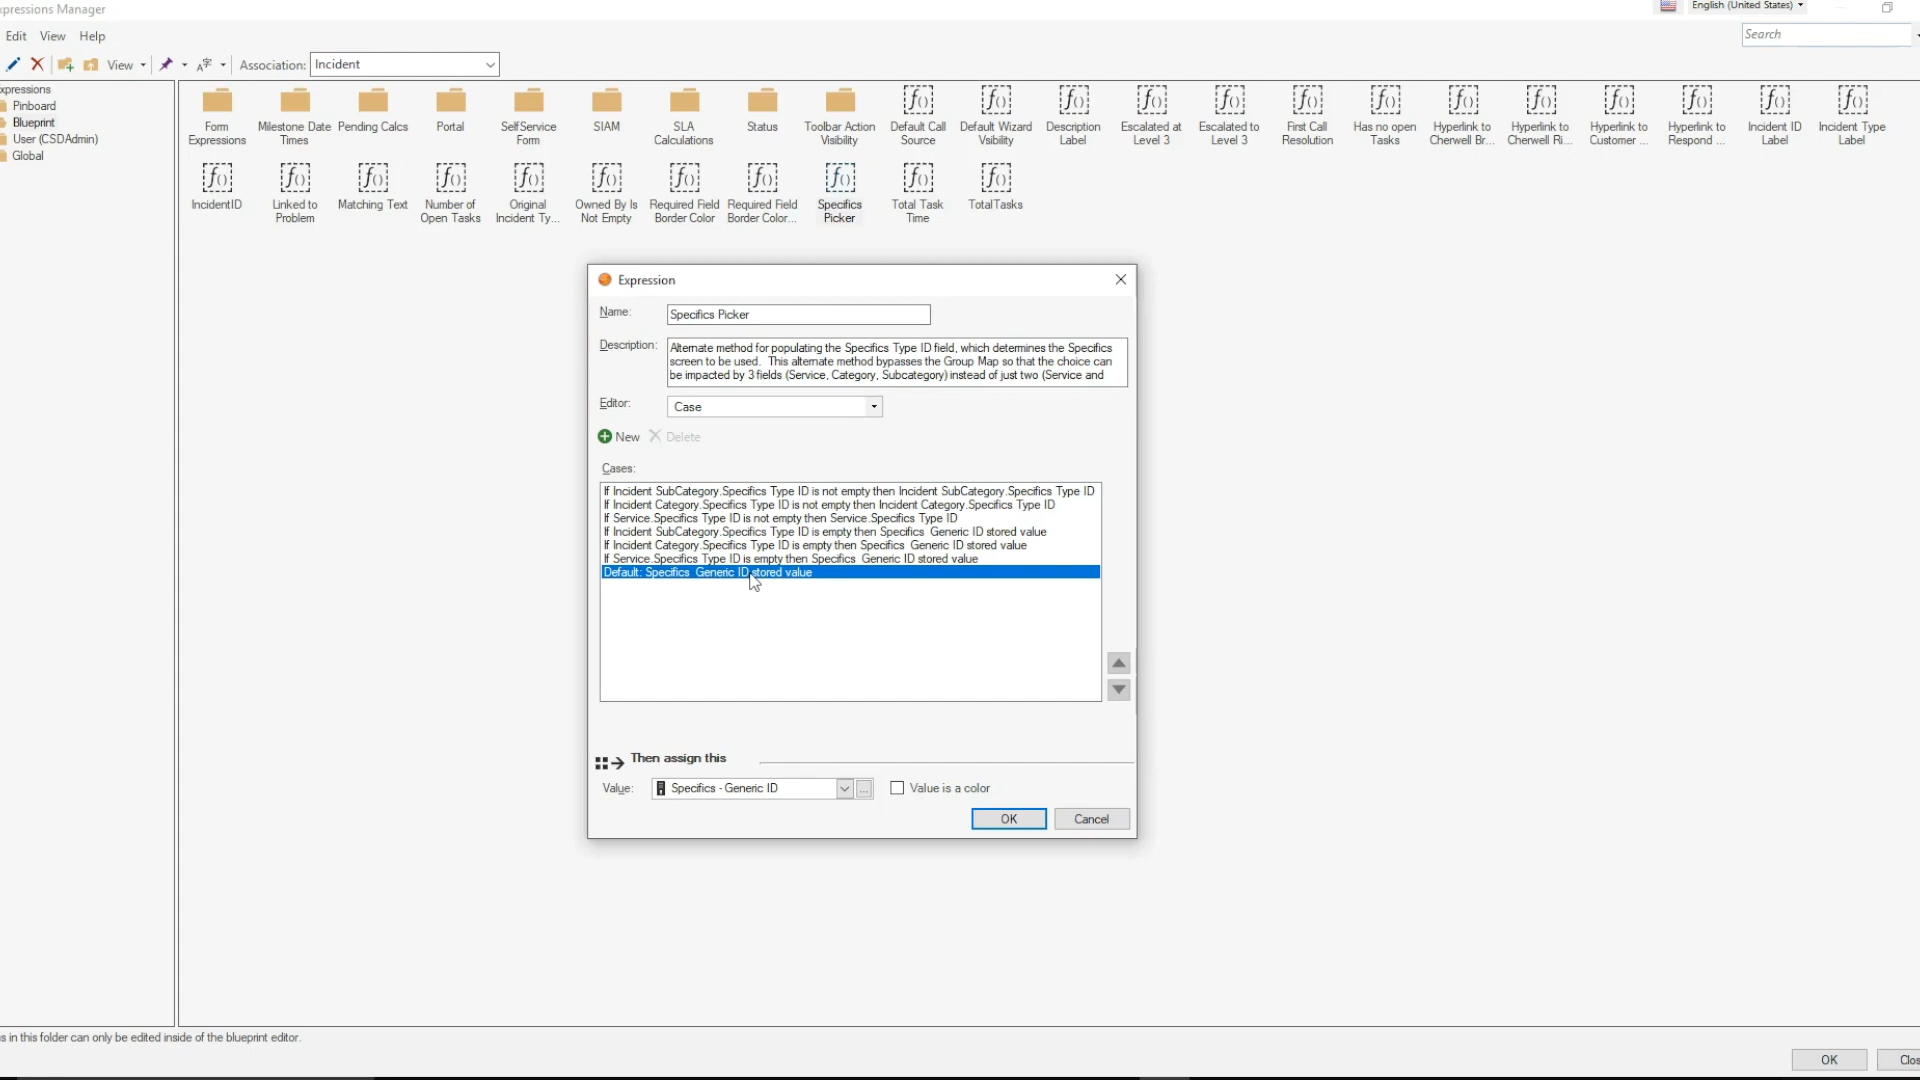 xpressions Manager
English (United States)
Edit View Help
Search
View Association: Incident
xpressions
Pinboard
Blueprint
User (CSDAdmin)
Global
Form Expressions
Milestone Date Times
Pending Calcs
Portal
SelfService Form
SIAM
SLA Calculations
Status
Toolbar Action Visibility
Default Call Source
Default Wizard Vsibility
Description Label
Escalated at Level 3
Escalated to Level 3
First Call Resolution
Has no open Tasks
Hyperlink to Cherwell Br...
Hyperlink to Cherwell Ri...
Hyperlink to Customer ...
Hyperlink to Respond ...
Incident ID Label
Incident Type Label
IncidentID
Linked to Problem
Matching Text
Number of Open Tasks
Original Incident Ty...
Owned By Is Not Empty
Required Field Border Color
Required Field Border Color...
Specifics Picker
Total Task Time
TotalTasks
Expression
Name: Specifics Picker
Description: Alternate method for populating the Specifics Type ID field, which determines the Specifics
screen to be used. This alternate method bypasses the Group Map so that the choice can
be impacted by 3 fields (Service, Category, Subcategory) instead of just two (Service and
Editor: Case
New Delete
Cases:
If Incident SubCategory.Specifics Type ID is not empty then Incident SubCategory.Specifics Type ID
If Incident Category.Specifics Type ID is not empty then Incident Category.Specifics Type ID
If Service.Specifics Type ID is not empty then Service.Specifics Type ID
If Incident SubCategory.Specifics Type ID is empty then Specifics Generic ID stored value
If Incident Category.Specifics Type ID is empty then Specifics Generic ID stored value
If Service.Specifics Type ID is empty then Specifics Generic ID stored value
Default: Specifics Generic ID stored value
Then assign this
Value: Specifics - Generic ID ... Value is a color
OK Cancel
s in this folder can only be edited inside of the blueprint editor.
OK Clos